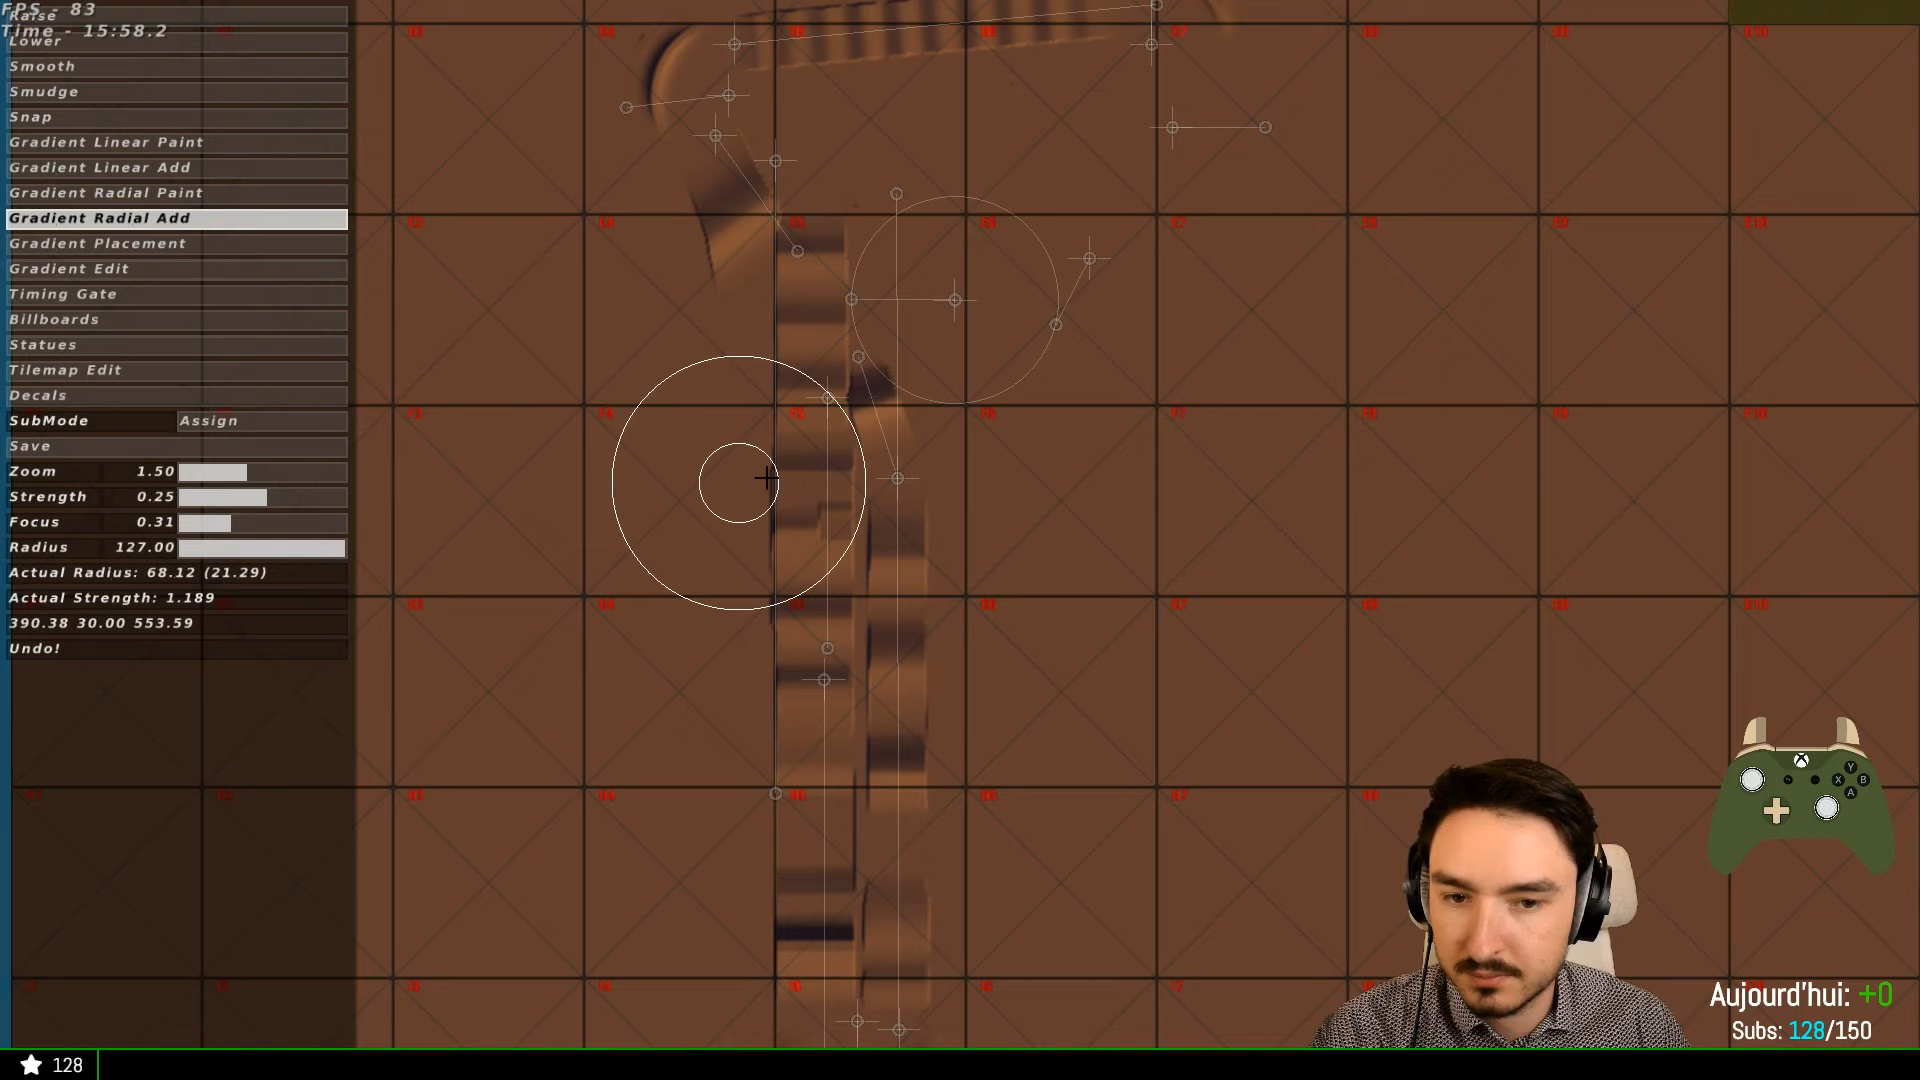 FPS - 83
Raise
Time - 15:58.2
Lower
Smooth
Smudge
Snap
Gradient Linear Paint
Gradient Linear Add
Gradient Radial Paint
Gradient Radial Add
Gradient Placement
Gradient Edit
Timing Gate
Billboards
Statues
Tilemap Edit
Decals
SubMode Assign
Save
Zoom 1.50
Strength 0.25
Focus 0.31
Radius 127.00
Actual Radius: 68.12 (21.29)
Actual Strength: 1.189
390.38 30.00 553.59
Undo!
Y
X B
A
Aujourd'hui: +0
Subs: 128/150
128